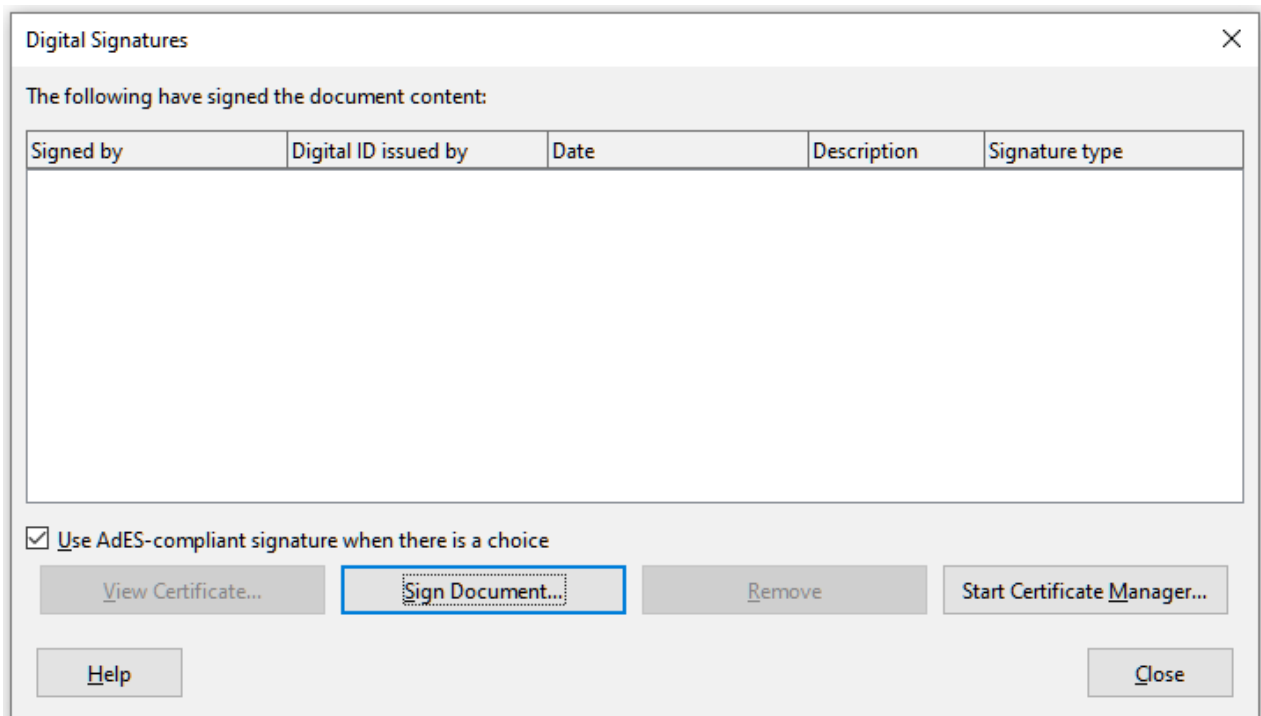 Digital Signatures
The following have signed the document content:
Signed by Digital ID issued by Date Description Signature type
Use AdES-compliant signature when there is a choice
View Certificate... Sign Document... Remove Start Certificate Manager...
Help Close